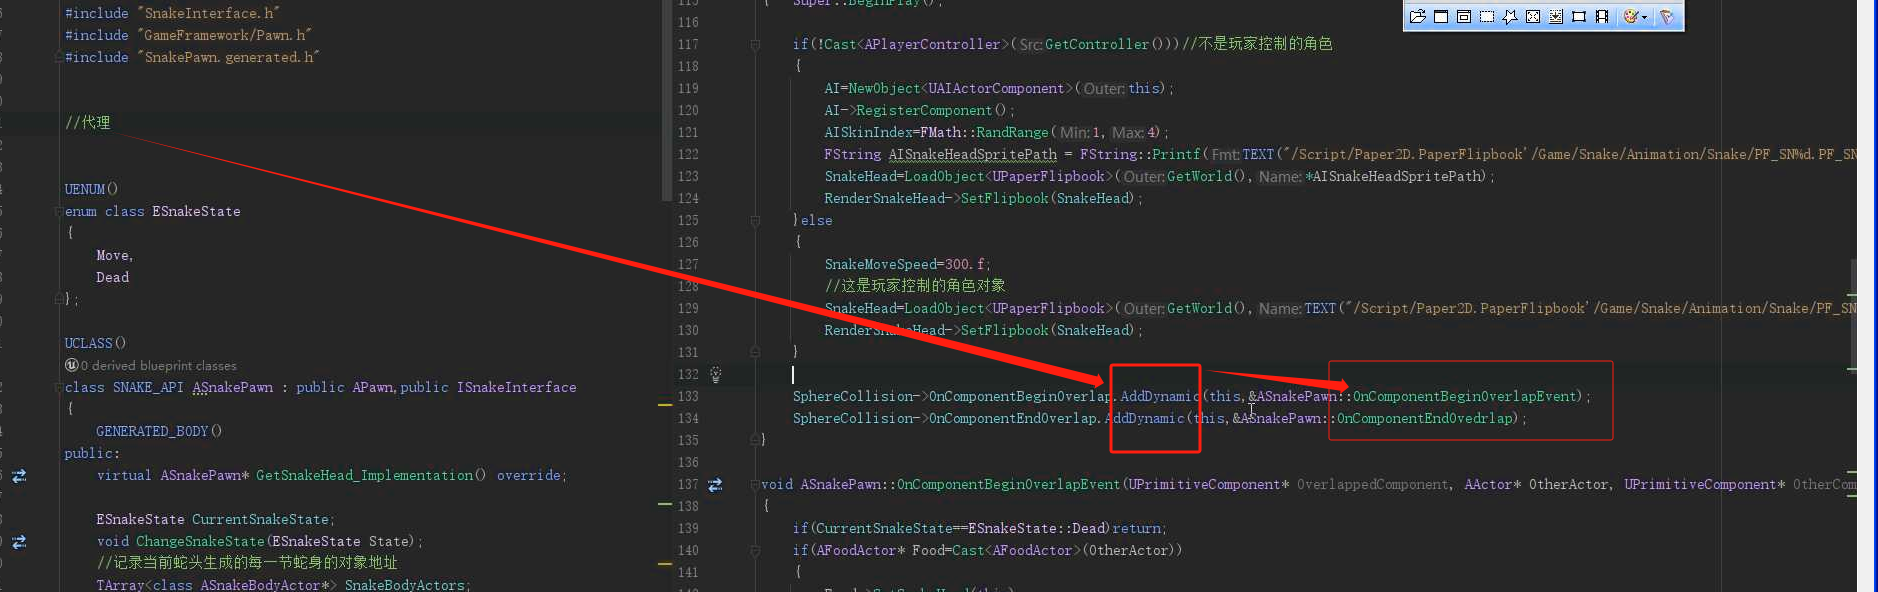 #include "SnakeInterface.h"
#include "GameFramework/Pawn.h"
#include "SnakePawn.generated.h"
//代理
UENUM()
enum class ESnakeState
{
Move,
Dead
};
UCLASS()
0 derived blueprint classes
class SNAKE_API ASnakePawn : public APawn,public ISnakeInterface
{
GENERATED_BODY()
public:
virtual ASnakePawn* GetSnakeHead_Implementation() override;
ESnakeState CurrentSnakeState;
void ChangeSnakeState(ESnakeState State);
//记录当前蛇头生成的每一节蛇身的对象地址
TArray<class ASnakeBodyActor*> SnakeBodyActors;
115 { Super::BeginPlay();
116
117 if(!Cast<APlayerController>(Src:GetController()))//不是玩家控制的角色
118 {
119 AI=NewObject<UAIActorComponent>(Outer:this);
120 AI->RegisterComponent();
121 AISkinIndex=FMath::RandRange(Min:1,Max:4);
122 FString AISnakeHeadSpritePath = FString::Printf(Fmt:TEXT("/Script/Paper2D.PaperFlipbook'/Game/Snake/Animation/Snake/PF_SN%d.PF_SN
123 SnakeHead=LoadObject<UPaperFlipbook>(Outer:GetWorld(),Name:*AISnakeHeadSpritePath);
124 RenderSnakeHead->SetFlipbook(SnakeHead);
125 }else
126 {
127 SnakeMoveSpeed=300.f;
128 //这是玩家控制的角色对象
129 SnakeHead=LoadObject<UPaperFlipbook>(Outer:GetWorld(),Name:TEXT("/Script/Paper2D.PaperFlipbook'/Game/Snake/Animation/Snake/PF_SN
130 RenderSnakeHead->SetFlipbook(SnakeHead);
131 }
132
133 SphereCollision->OnComponentBeginOverlap.AddDynamic(this,&ASnakePawn::OnComponentBeginOverlapEvent);
134 SphereCollision->OnComponentEndOverlap.AddDynamic(this,&ASnakePawn::OnComponentEndOvedrlap);
135 }
136
137 void ASnakePawn::OnComponentBeginOverlapEvent(UPrimitiveComponent* OverlappedComponent, AActor* OtherActor, UPrimitiveComponent* OtherCom
138 {
139 if(CurrentSnakeState==ESnakeState::Dead)return;
140 if(AFoodActor* Food=Cast<AFoodActor>(OtherActor))
141 {